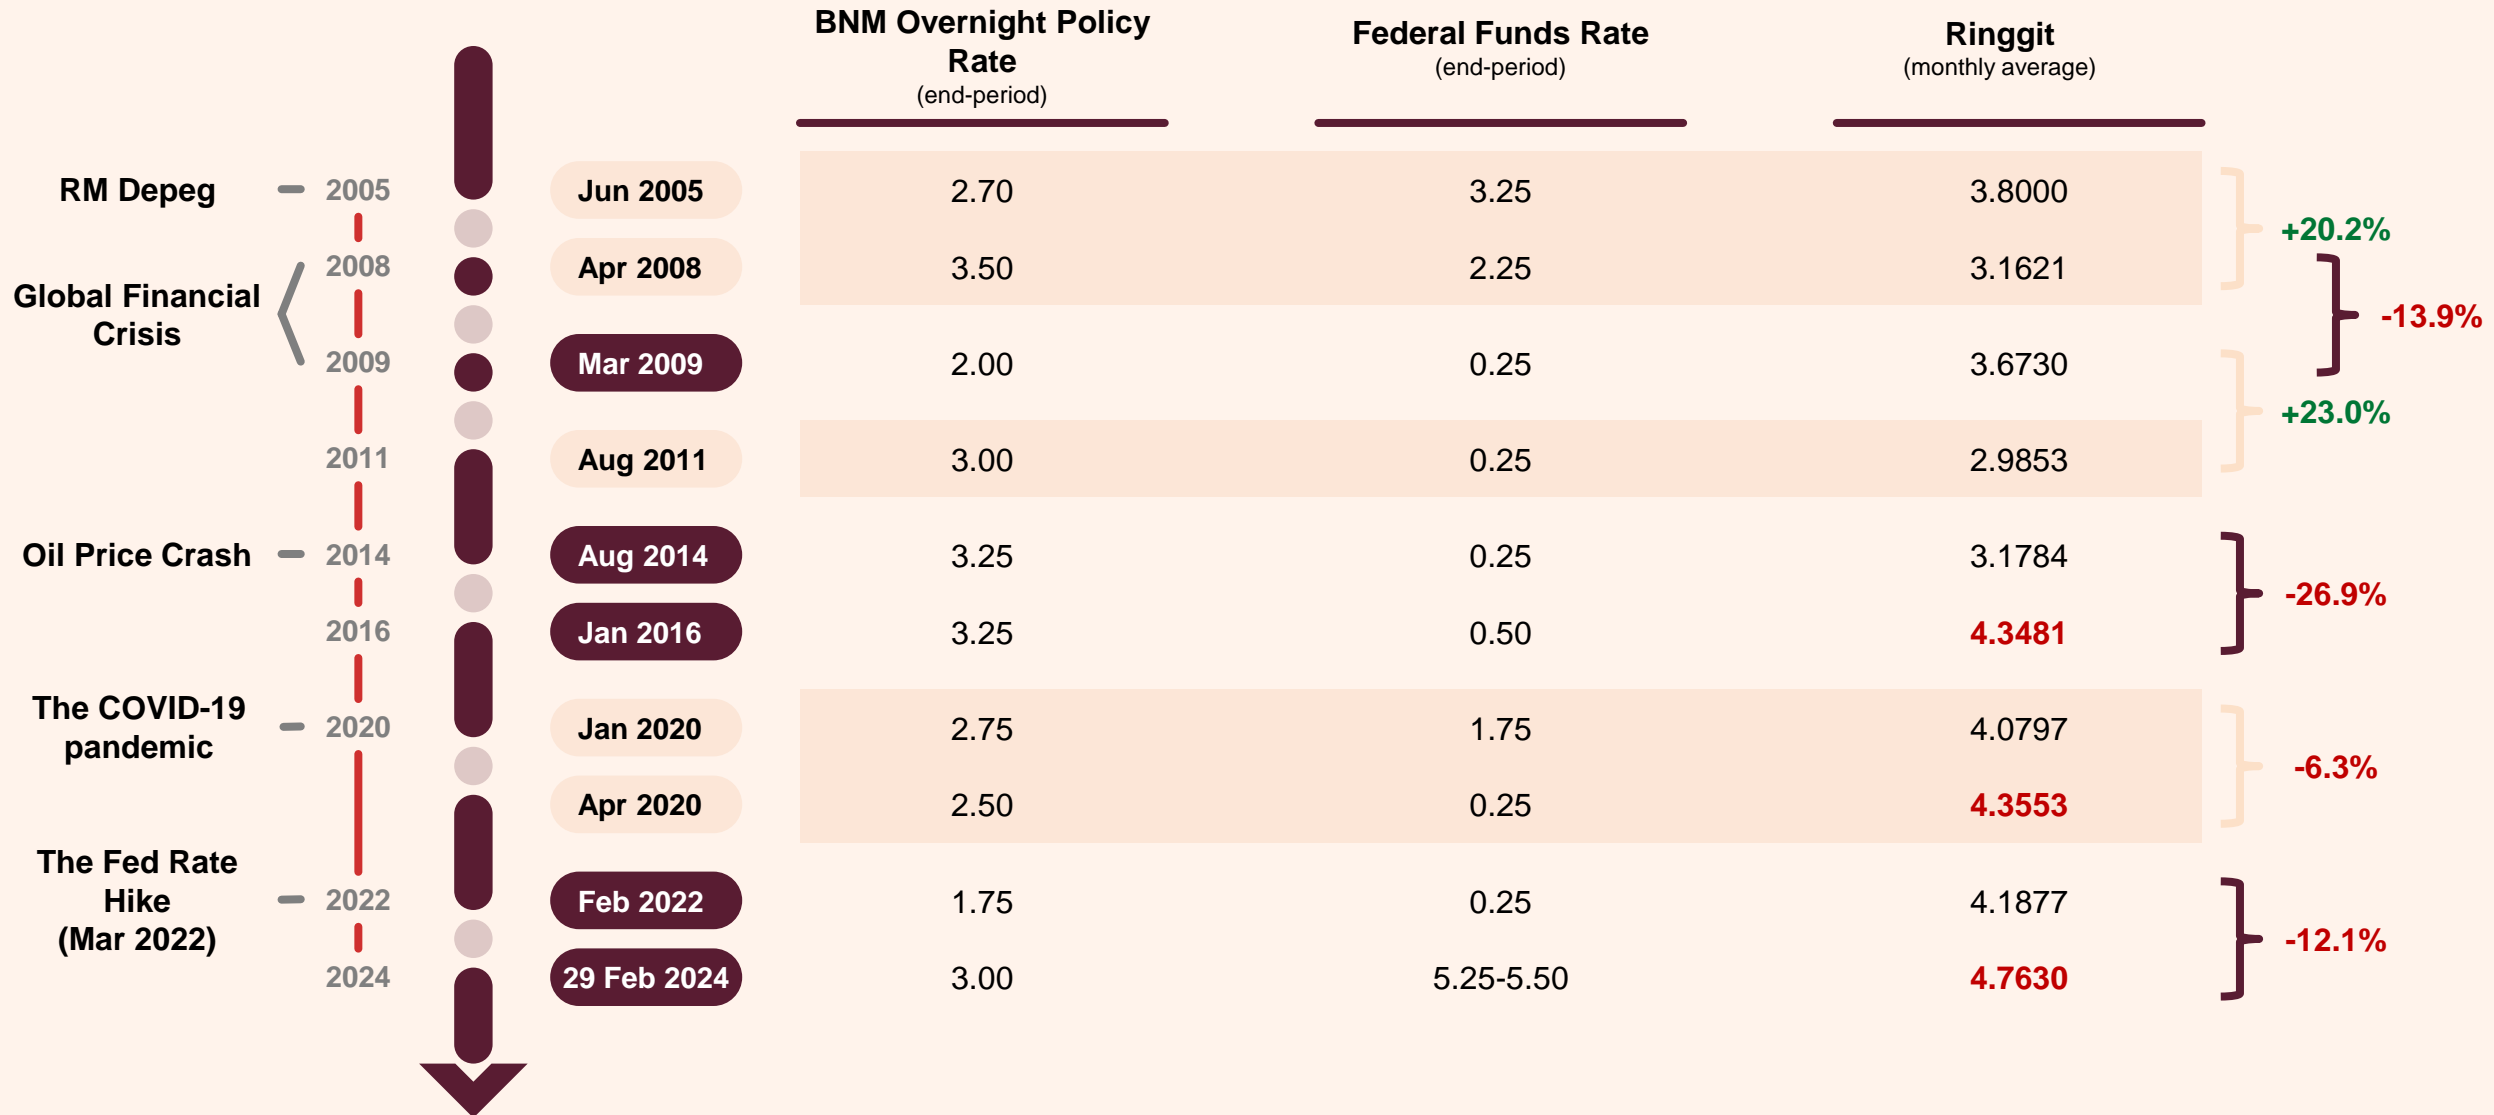 BNM Overnight Policy
Rate
(end-period)
Federal Funds Rate
(end-period)
Ringgit
(monthly average)
RM Depeg
2005
Jun 2005
2.70
3.25
3.8000
+20.2%
2008
Apr 2008
3.50
2.25
3.1621
Global Financial
Crisis
-13.9%
2009
Mar 2009
2.00
0.25
3.6730
+23.0%
2011
Aug 2011
3.00
0.25
2.9853
Oil Price Crash
2014
Aug 2014
3.25
0.25
3.1784
-26.9%
2016
Jan 2016
3.25
0.50
4.3481
The COVID-19
pandemic
2020
Jan 2020
2.75
1.75
4.0797
-6.3%
Apr 2020
2.50
0.25
4.3553
The Fed Rate
Hike
(Mar 2022)
2022
Feb 2022
1.75
0.25
4.1877
-12.1%
2024
29 Feb 2024
3.00
5.25-5.50
4.7630